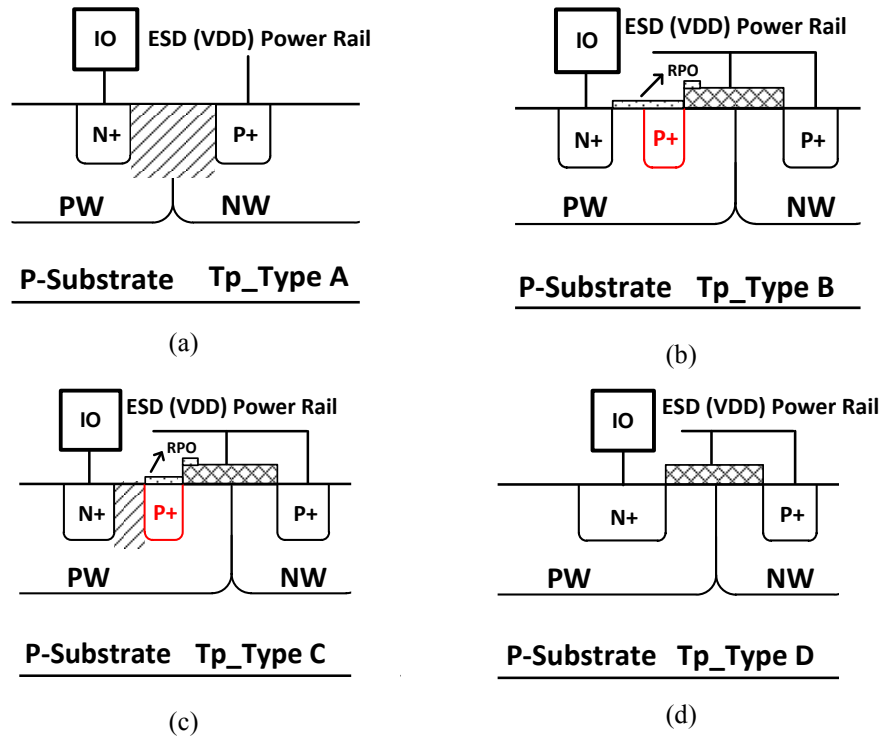 IO
ESD (VDD) Power Rail
N+
P+
PW
NW
P-Substrate Tp_Type A
(a)
IO
ESD (VDD) Power Rail
RPO
N+
P+
P+
PW
NW
P-Substrate Tp_Type B
(b)
IO
ESD (VDD) Power Rail
RPO
N+
P+
P+
PW
NW
P-Substrate Tp_Type C
(c)
IO
ESD (VDD) Power Rail
N+
P+
PW
NW
P-Substrate Tp_Type D
(d)